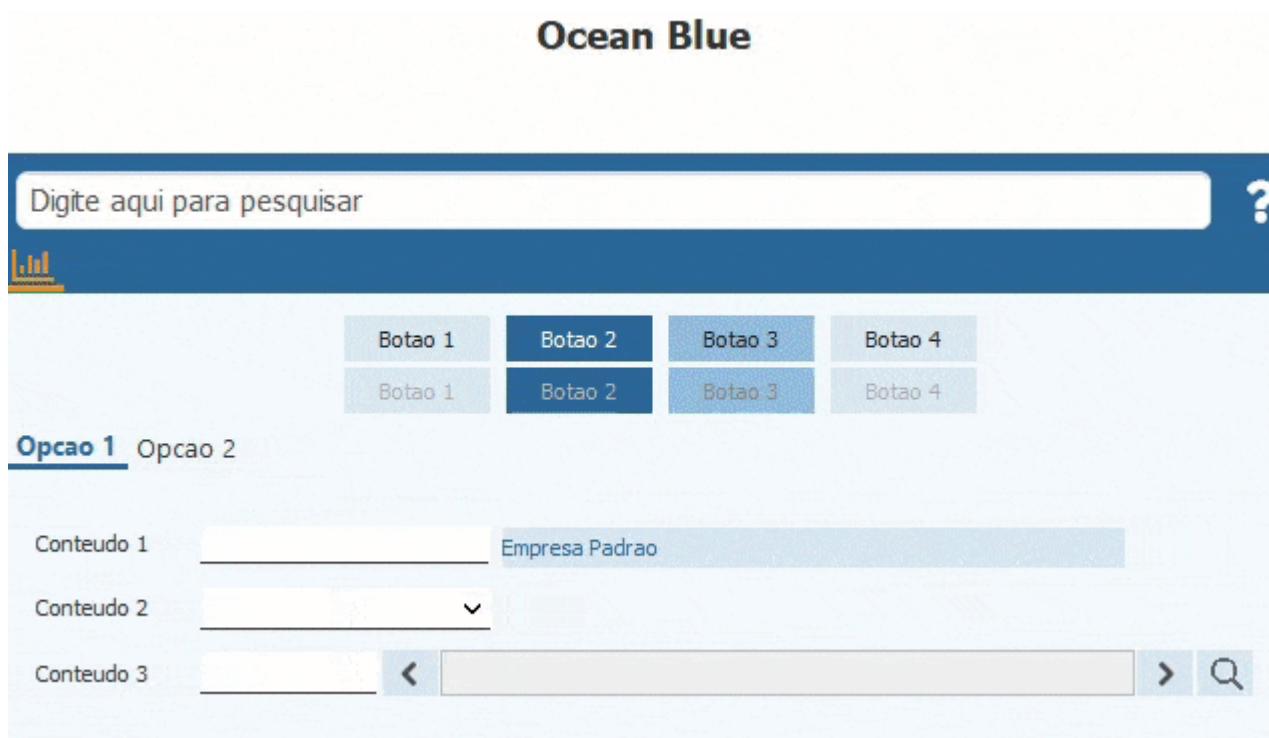 Ocean Blue
Digite aqui para pesquisar
?
Botao 1 Botao 2 Botao 3 Botao 4
Botao 1 Botao 2 Botao 3 Botao 4
Opcao 1 Opcao 2
Conteudo 1 Empresa Padrao
Conteudo 2
Conteudo 3